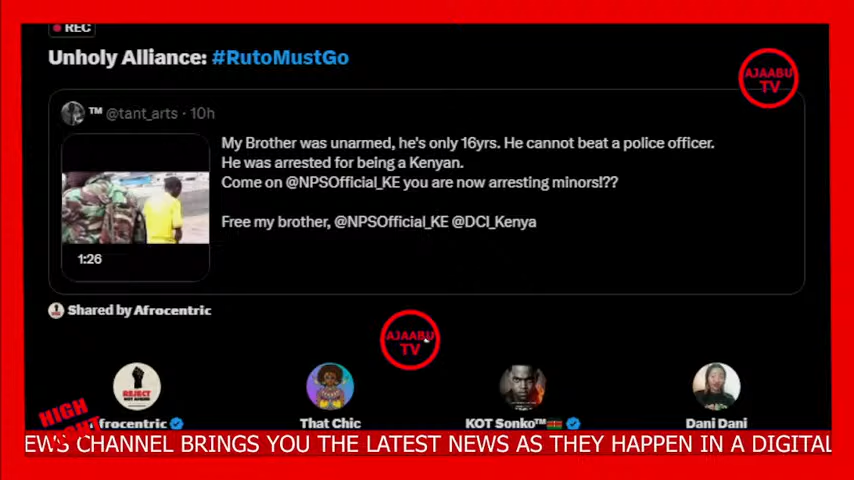 REC
Unholy Alliance: #RutoMustGo
AJAABU
TV
™ @tant_arts · 10h
My Brother was unarmed, he's only 16yrs. He cannot beat a police officer.
He was arrested for being a Kenyan.
Come on @NPSOfficial_KE you are now arresting minors!??
Free my brother, @NPSOfficial_KE @DCI_Kenya
1:26
Shared by Afrocentric
AJAABU
TV
REJECT
frocentric
That Chic
KOT Sonko™🇰🇪
Dani Dani
HIGH
EWS CHANNEL BRINGS YOU THE LATEST NEWS AS THEY HAPPEN IN A DIGITAL